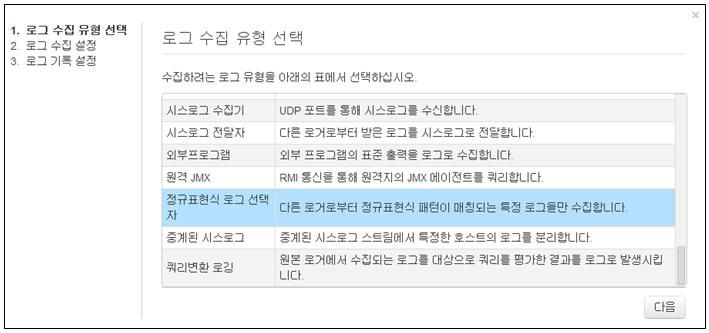 1. 로그 수집 유형 선택
2. 로그 수집 설정
3. 로그 기록 설정
로그 수집 유형 선택
수집하려는 로그 유형을 아래의 표에서 선택하십시오.
시스로그 수집기 UDP 포트를 통해 시스로그를 수신합니다.
시스로그 전달자 다른 로거로부터 받은 로그를 시스로그로 전달합니다.
외부프로그램 외부 프로그램의 표준 출력을 로그로 수집합니다.
원격 JMX RMI 통신을 통해 원격지의 JMX 에이전트를 쿼리합니다.
정규표현식 로그 선택
자
다른 로거로부터 정규표현식 패턴이 매칭되는 특정 로그들만 수집합니다.
중계된 시스로그 중계된 시스로그 스트림에서 특정한 호스트의 로그를 분리합니다.
쿼리변환 로깅
원본 로거에서 수집되는 로그를 대상으로 쿼리를 평가한 결과를 로그로 발생시킵
니다.
다음